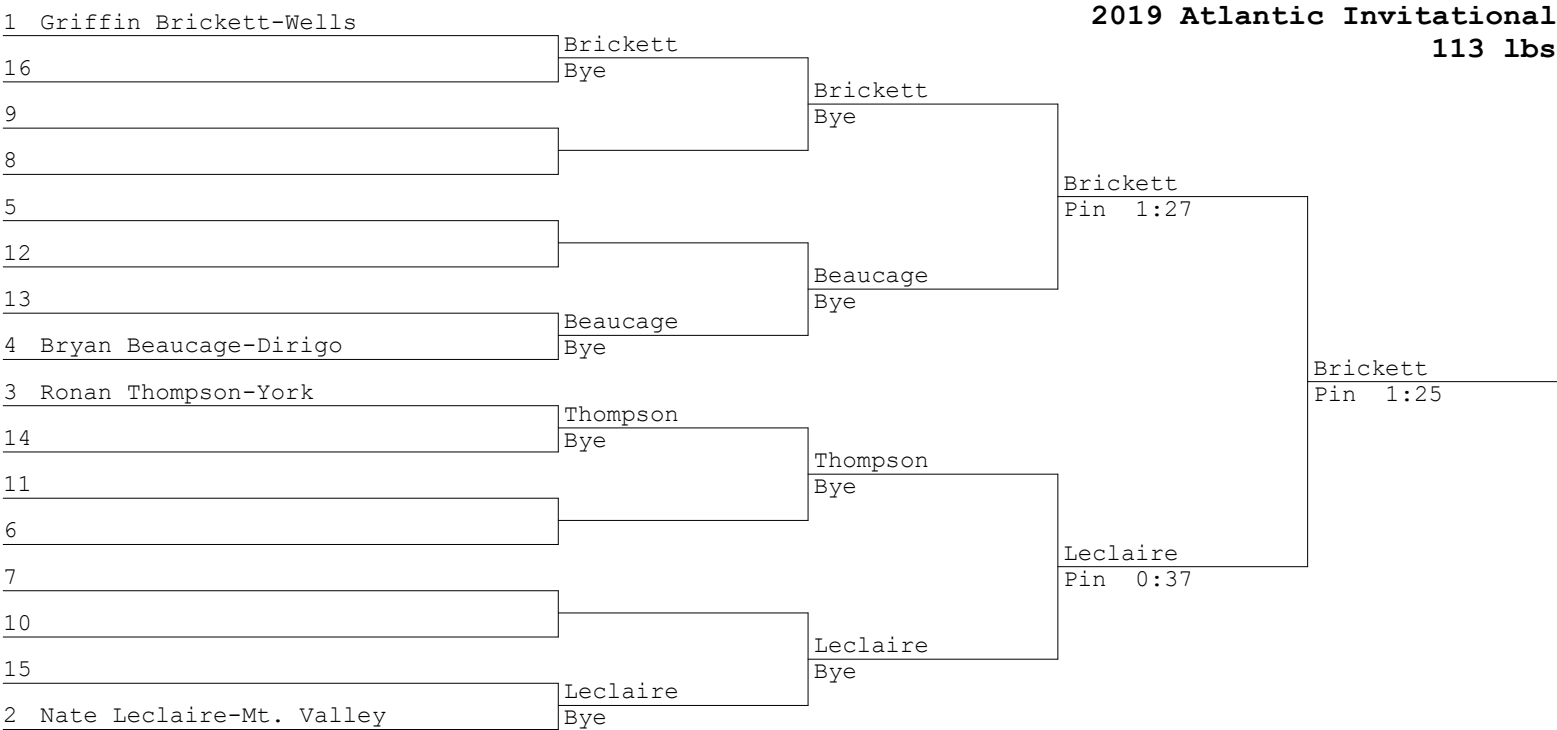 2019 Atlantic Invitational
113 lbs
1 Griffin Brickett-Wells
16
9
8
5
12
13
4 Bryan Beaucage-Dirigo
3 Ronan Thompson-York
14
11
6
7
10
15
2 Nate Leclaire-Mt. Valley
Brickett
Bye
Beaucage
Bye
Thompson
Bye
Leclaire
Bye
Brickett
Bye
Beaucage
Bye
Thompson
Bye
Leclaire
Bye
Brickett
Pin 1:27
Leclaire
Pin 0:37
Brickett
Pin 1:25